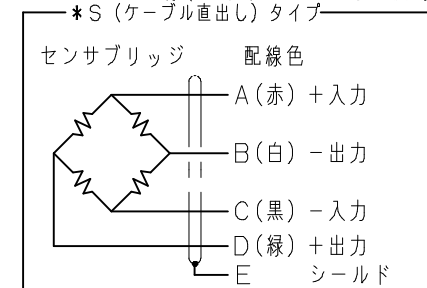 *S（ケーブル直出し）タイプ
センサブリッジ　配線色
A(赤) +入力
B(白) −出力
C(黒) −入力
D(緑) +出力
E　シールド